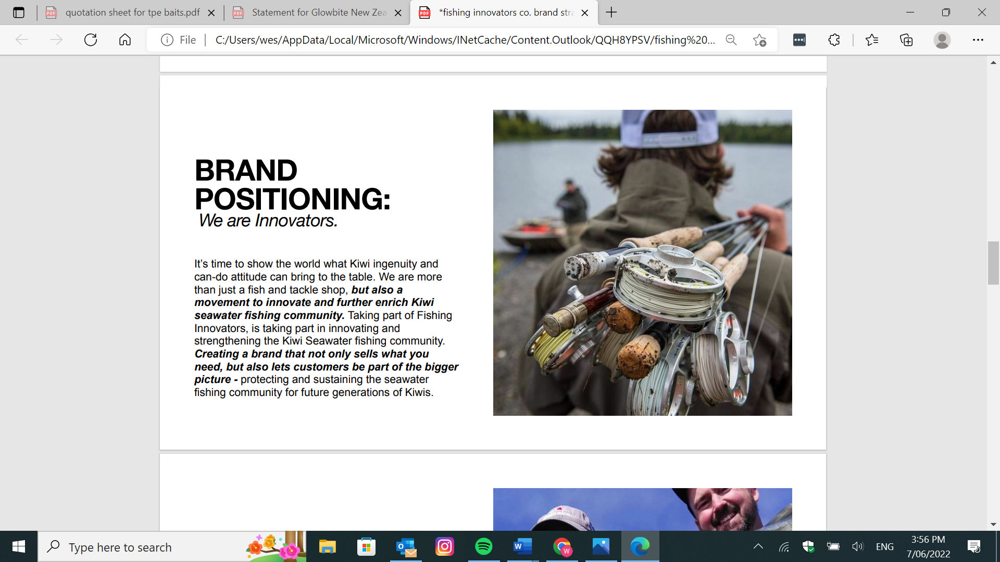 quotation sheet for tpe baits.pdf
Statement for Glowbite New Zea
*fishing innovators co. brand stra
File
C:/Users/wes/AppData/Local/Microsoft/Windows/INetCache/Content.Outlook/QQH8YPSV/fishing%20...
BRAND
POSITIONING:
We are Innovators.
It’s time to show the world what Kiwi ingenuity and
can-do attitude can bring to the table. We are more
than just a fish and tackle shop, but also a
movement to innovate and further enrich Kiwi
seawater fishing community. Taking part of Fishing
Innovators, is taking part in innovating and
strengthening the Kiwi Seawater fishing community.
Creating a brand that not only sells what you
need, but also lets customers be part of the bigger
picture - protecting and sustaining the seawater
fishing community for future generations of Kiwis.
Type here to search
ENG
3:56 PM
7/06/2022